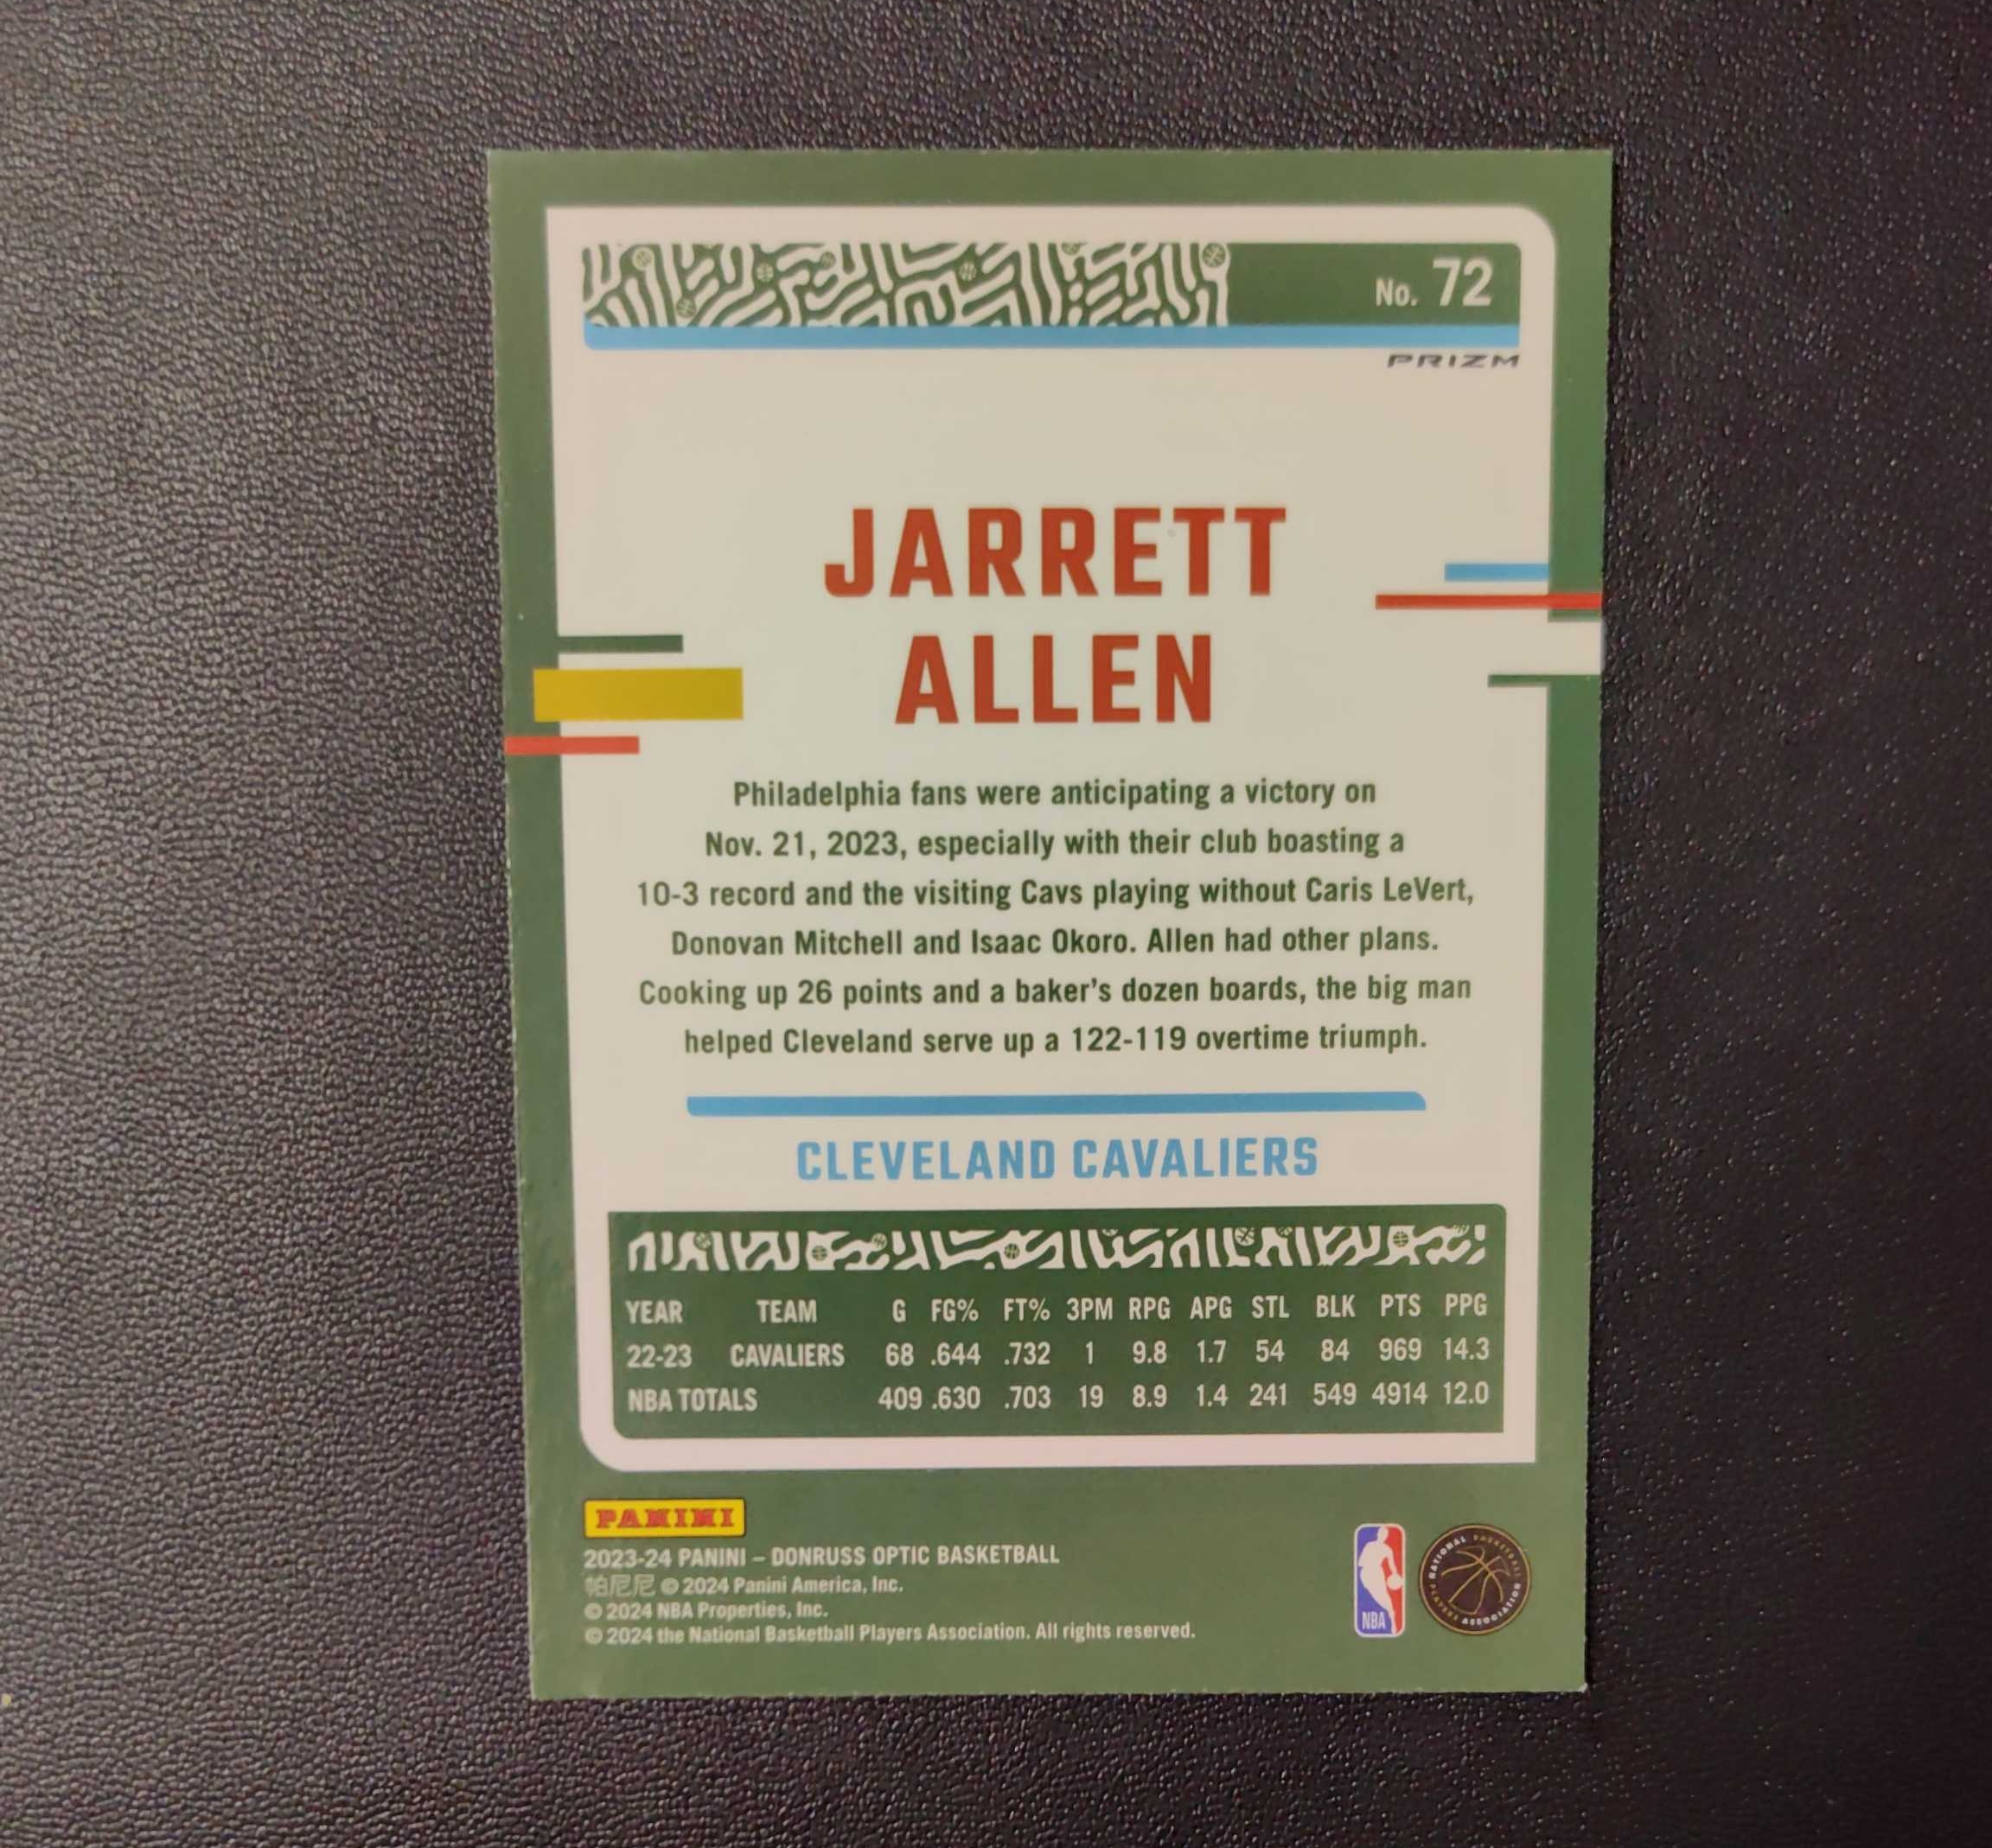 No. 72
PRIZM
JARRETT
ALLEN
Philadelphia fans were anticipating a victory on
Nov. 21, 2023, especially with their club boasting a
10-3 record and the visiting Cavs playing without Caris LeVert,
Donovan Mitchell and Isaac Okoro. Allen had other plans.
Cooking up 26 points and a baker's dozen boards, the big man
helped Cleveland serve up a 122-119 overtime triumph.
CLEVELAND CAVALIERS
YEAR TEAM G FG% FT% 3PM RPG APG STL BLK PTS PPG
22-23 CAVALIERS 68 .644 .732 1 9.8 1.7 54 84 969 14.3
NBA TOTALS 409 .630 .703 19 8.9 1.4 241 549 4914 12.0
PANINI
2023-24 PANINI – DONRUSS OPTIC BASKETBALL
帕尼尼 © 2024 Panini America, Inc.
© 2024 NBA Properties, Inc.
© 2024 the National Basketball Players Association. All rights reserved.
NBA
NATIONAL BASKETBALL PLAYERS ASSOCIATION